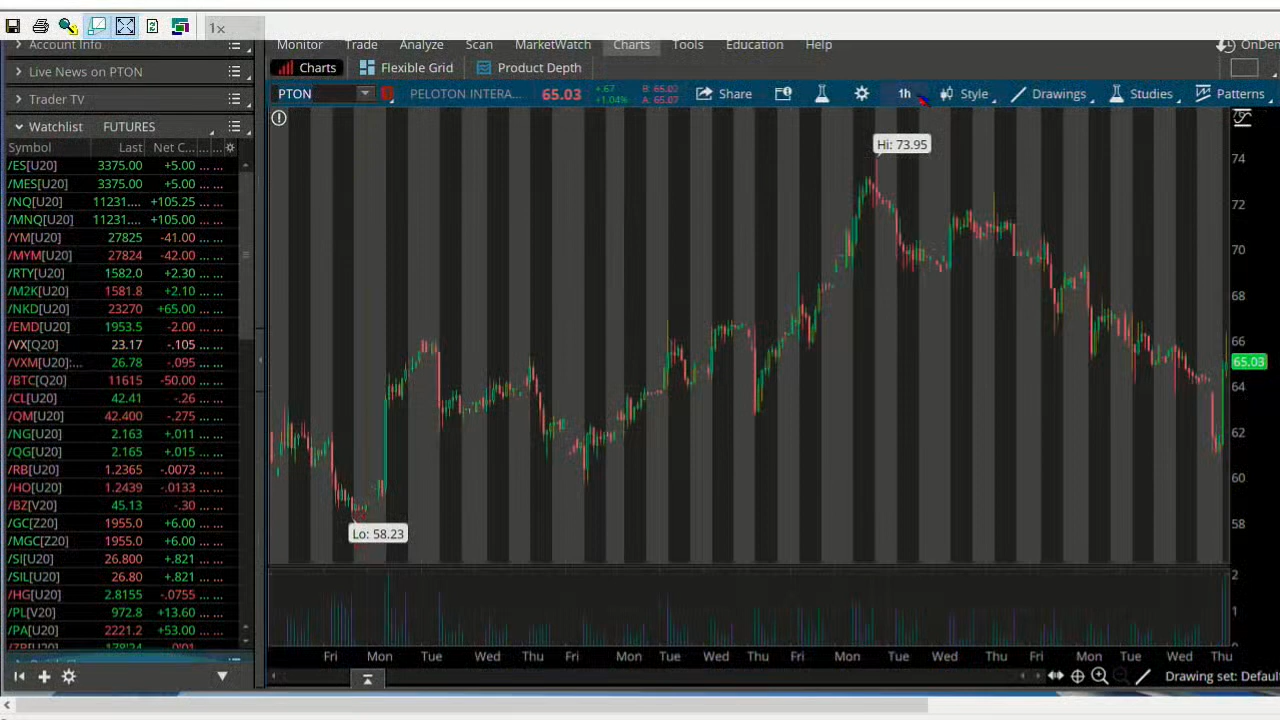 1x
Account Info
Monitor Trade Analyze Scan MarketWatch Charts Tools Education Help OnDem
Live News on PTON
Charts Flexible Grid Product Depth
Trader TV
PTON PELOTON INTERA... 65.03 +.67 +1.04% B: 65.02 A: 65.07 Share 1h Style Drawings Studies Patterns
Watchlist FUTURES
Symbol Last Net C... ... ...
/ES[U20] 3375.00 +5.00 ... ...
/MES[U20] 3375.00 +5.00 ... ...
/NQ[U20] 11231.... +105.25 ... ...
/MNQ[U20] 11231.... +105.00 ... ...
/YM[U20] 27825 -41.00 ... ...
/MYM[U20] 27824 -42.00 ... ...
/RTY[U20] 1582.0 +2.30 ... ...
/M2K[U20] 1581.8 +2.10 ... ...
/NKD[U20] 23270 +65.00 ... ...
/EMD[U20] 1953.5 -2.00 ... ...
/VX[Q20] 23.17 -.105 ... ...
/VXM[U20]:... 26.78 -.095 ... ...
/BTC[Q20] 11615 -50.00 ... ...
/CL[U20] 42.41 -.26 ... ...
/QM[U20] 42.400 -.275 ... ...
/NG[U20] 2.163 +.011 ... ...
/QG[U20] 2.165 +.015 ... ...
/RB[U20] 1.2365 -.0073 ... ...
/HO[U20] 1.2439 -.0133 ... ...
/BZ[V20] 45.13 -.30 ... ...
/GC[Z20] 1955.0 +6.00 ... ...
/MGC[Z20] 1955.0 +6.00 ... ...
/SI[U20] 26.800 +.821 ... ...
/SIL[U20] 26.80 +.821 ... ...
/HG[U20] 2.8155 -.0755 ... ...
/PL[V20] 972.8 +13.60 ... ...
/PA[U20] 2221.2 +53.00 ... ...
Hi: 73.95
Lo: 58.23
74
72
70
68
66
65.03
64
62
60
58
2
1
Fri Mon Tue Wed Thu Fri Mon Tue Wed Thu Fri Mon Tue Wed Thu Fri Mon Tue Wed Thu
Drawing set: Defaul